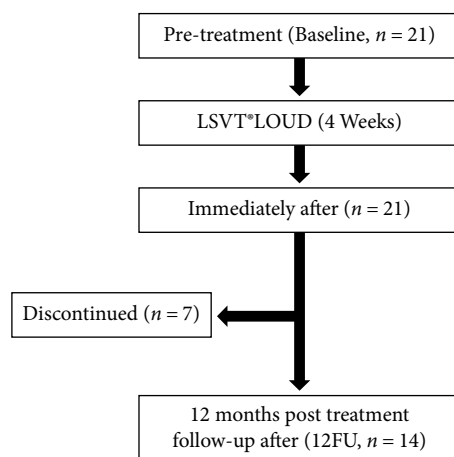 Pre-treatment (Baseline, n = 21)
LSVT®LOUD (4 Weeks)
Immediately after (n = 21)
Discontinued (n = 7)
12 months post treatment
follow-up after (12FU, n = 14)